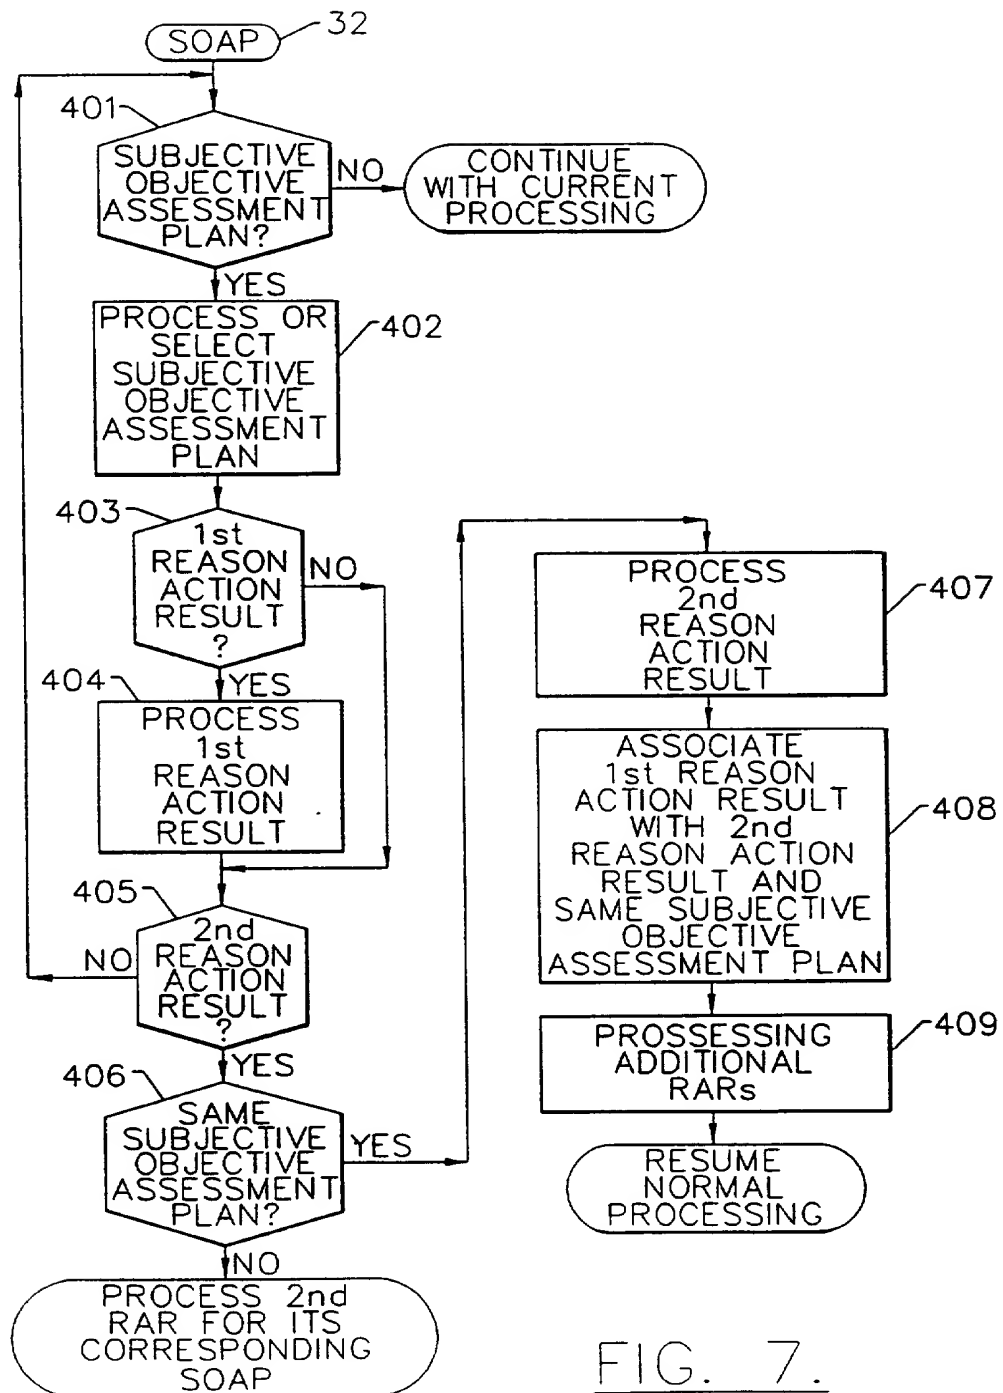 SOAP
32
401
SUBJECTIVE
OBJECTIVE
ASSESSMENT
PLAN?
NO
CONTINUE
WITH CURRENT
PROCESSING
YES
PROCESS OR
SELECT
SUBJECTIVE
OBJECTIVE
ASSESSMENT
PLAN
402
403
1st
REASON
ACTION
RESULT
?
NO
YES
404
PROCESS
1st
REASON
ACTION
RESULT
405
2nd
REASON
ACTION
RESULT
?
NO
YES
406
SAME
SUBJECTIVE
OBJECTIVE
ASSESSMENT
PLAN?
YES
NO
PROCESS 2nd
RAR FOR ITS
CORRESPONDING
SOAP
PROCESS
2nd
REASON
ACTION
RESULT
407
ASSOCIATE
1st REASON
ACTION RESULT
WITH 2nd
REASON ACTION
RESULT AND
SAME SUBJECTIVE
OBJECTIVE
ASSESSMENT PLAN
408
PROSSESSING
ADDITIONAL
RARs
409
RESUME
NORMAL
PROCESSING
FIG. 7.